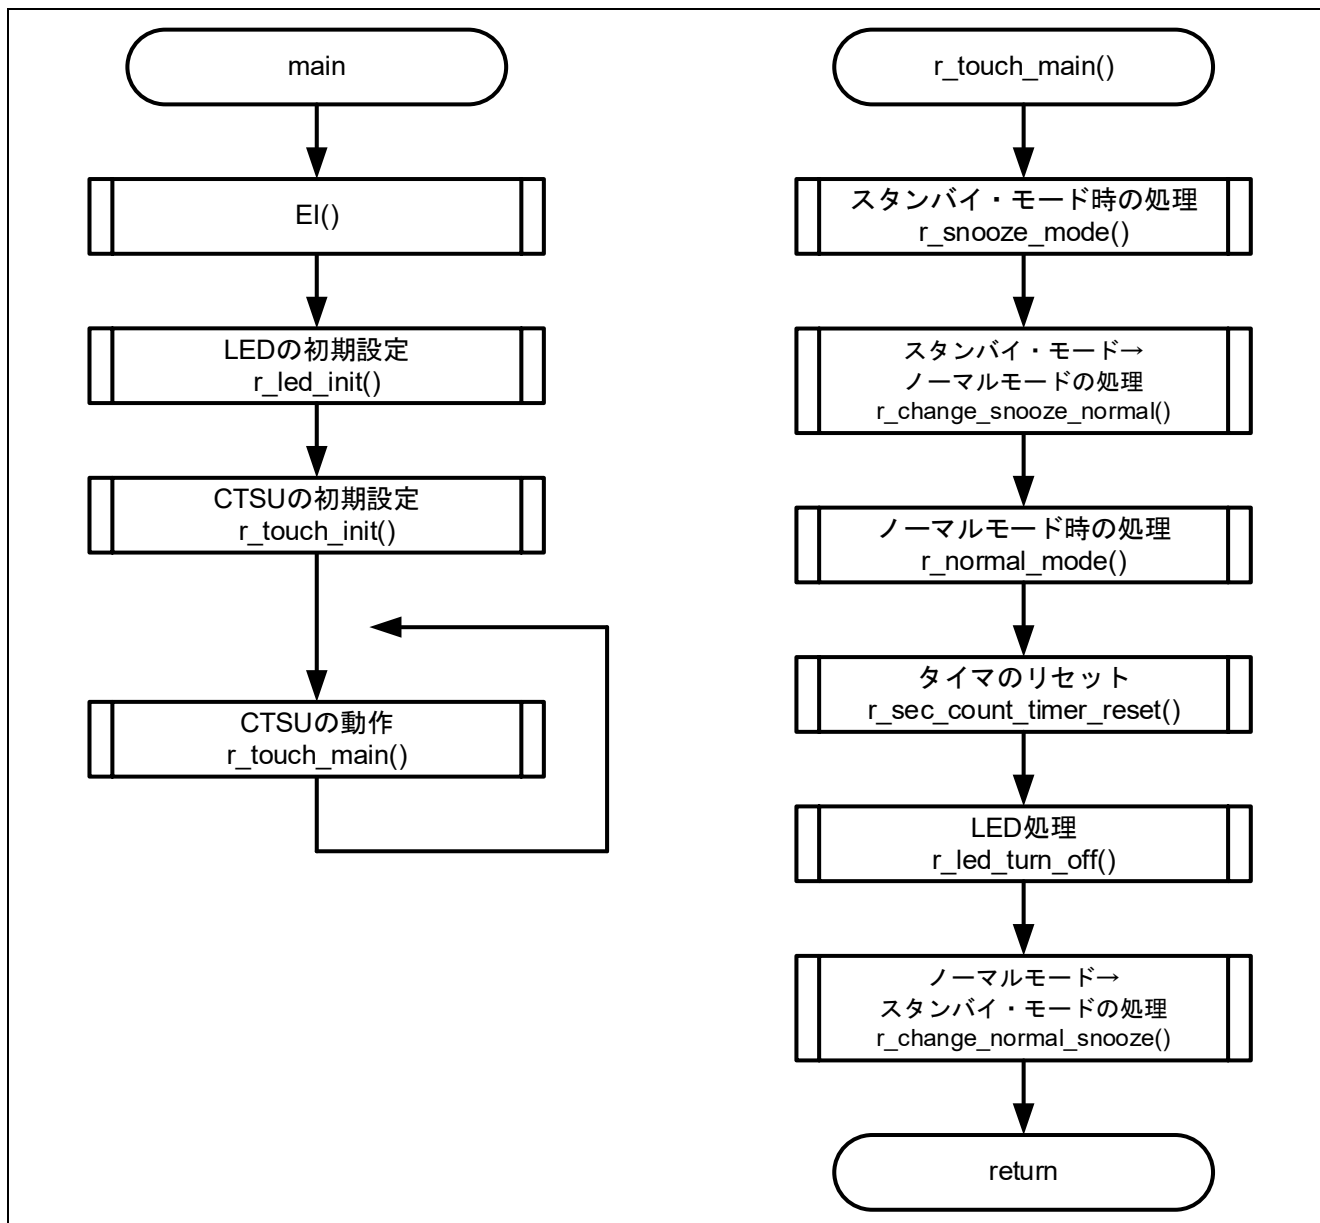 main
EI()
LEDの初期設定
r_led_init()
CTSUの初期設定
r_touch_init()
CTSUの動作
r_touch_main()
r_touch_main()
スタンバイ・モード時の処理
r_snooze_mode()
スタンバイ・モード→
ノーマルモードの処理
r_change_snooze_normal()
ノーマルモード時の処理
r_normal_mode()
タイマのリセット
r_sec_count_timer_reset()
LED処理
r_led_turn_off()
ノーマルモード→
スタンバイ・モードの処理
r_change_normal_snooze()
return